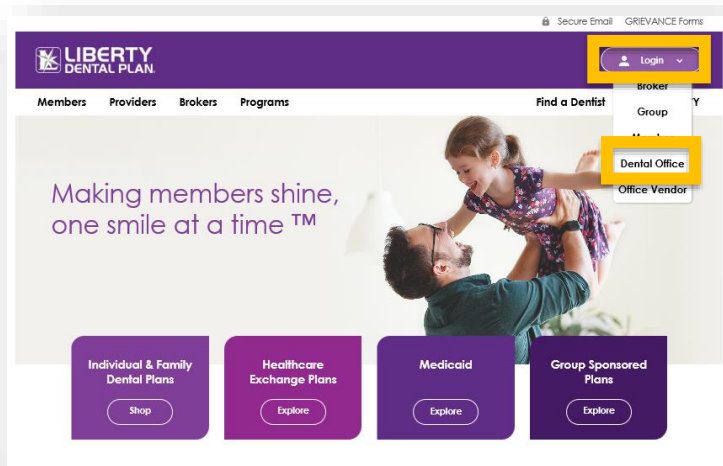 Secure Email GRIEVANCE Forms
LIBERTY
DENTAL PLAN.
Login
Members Providers Brokers Programs Find a Dentist
Broker
Group
Dental Office
Office Vendor
Making members shine,
one smile at a time ™
Individual & Family
Dental Plans
Shop
Healthcare
Exchange Plans
Explore
Medicaid
Explore
Group Sponsored
Plans
Explore